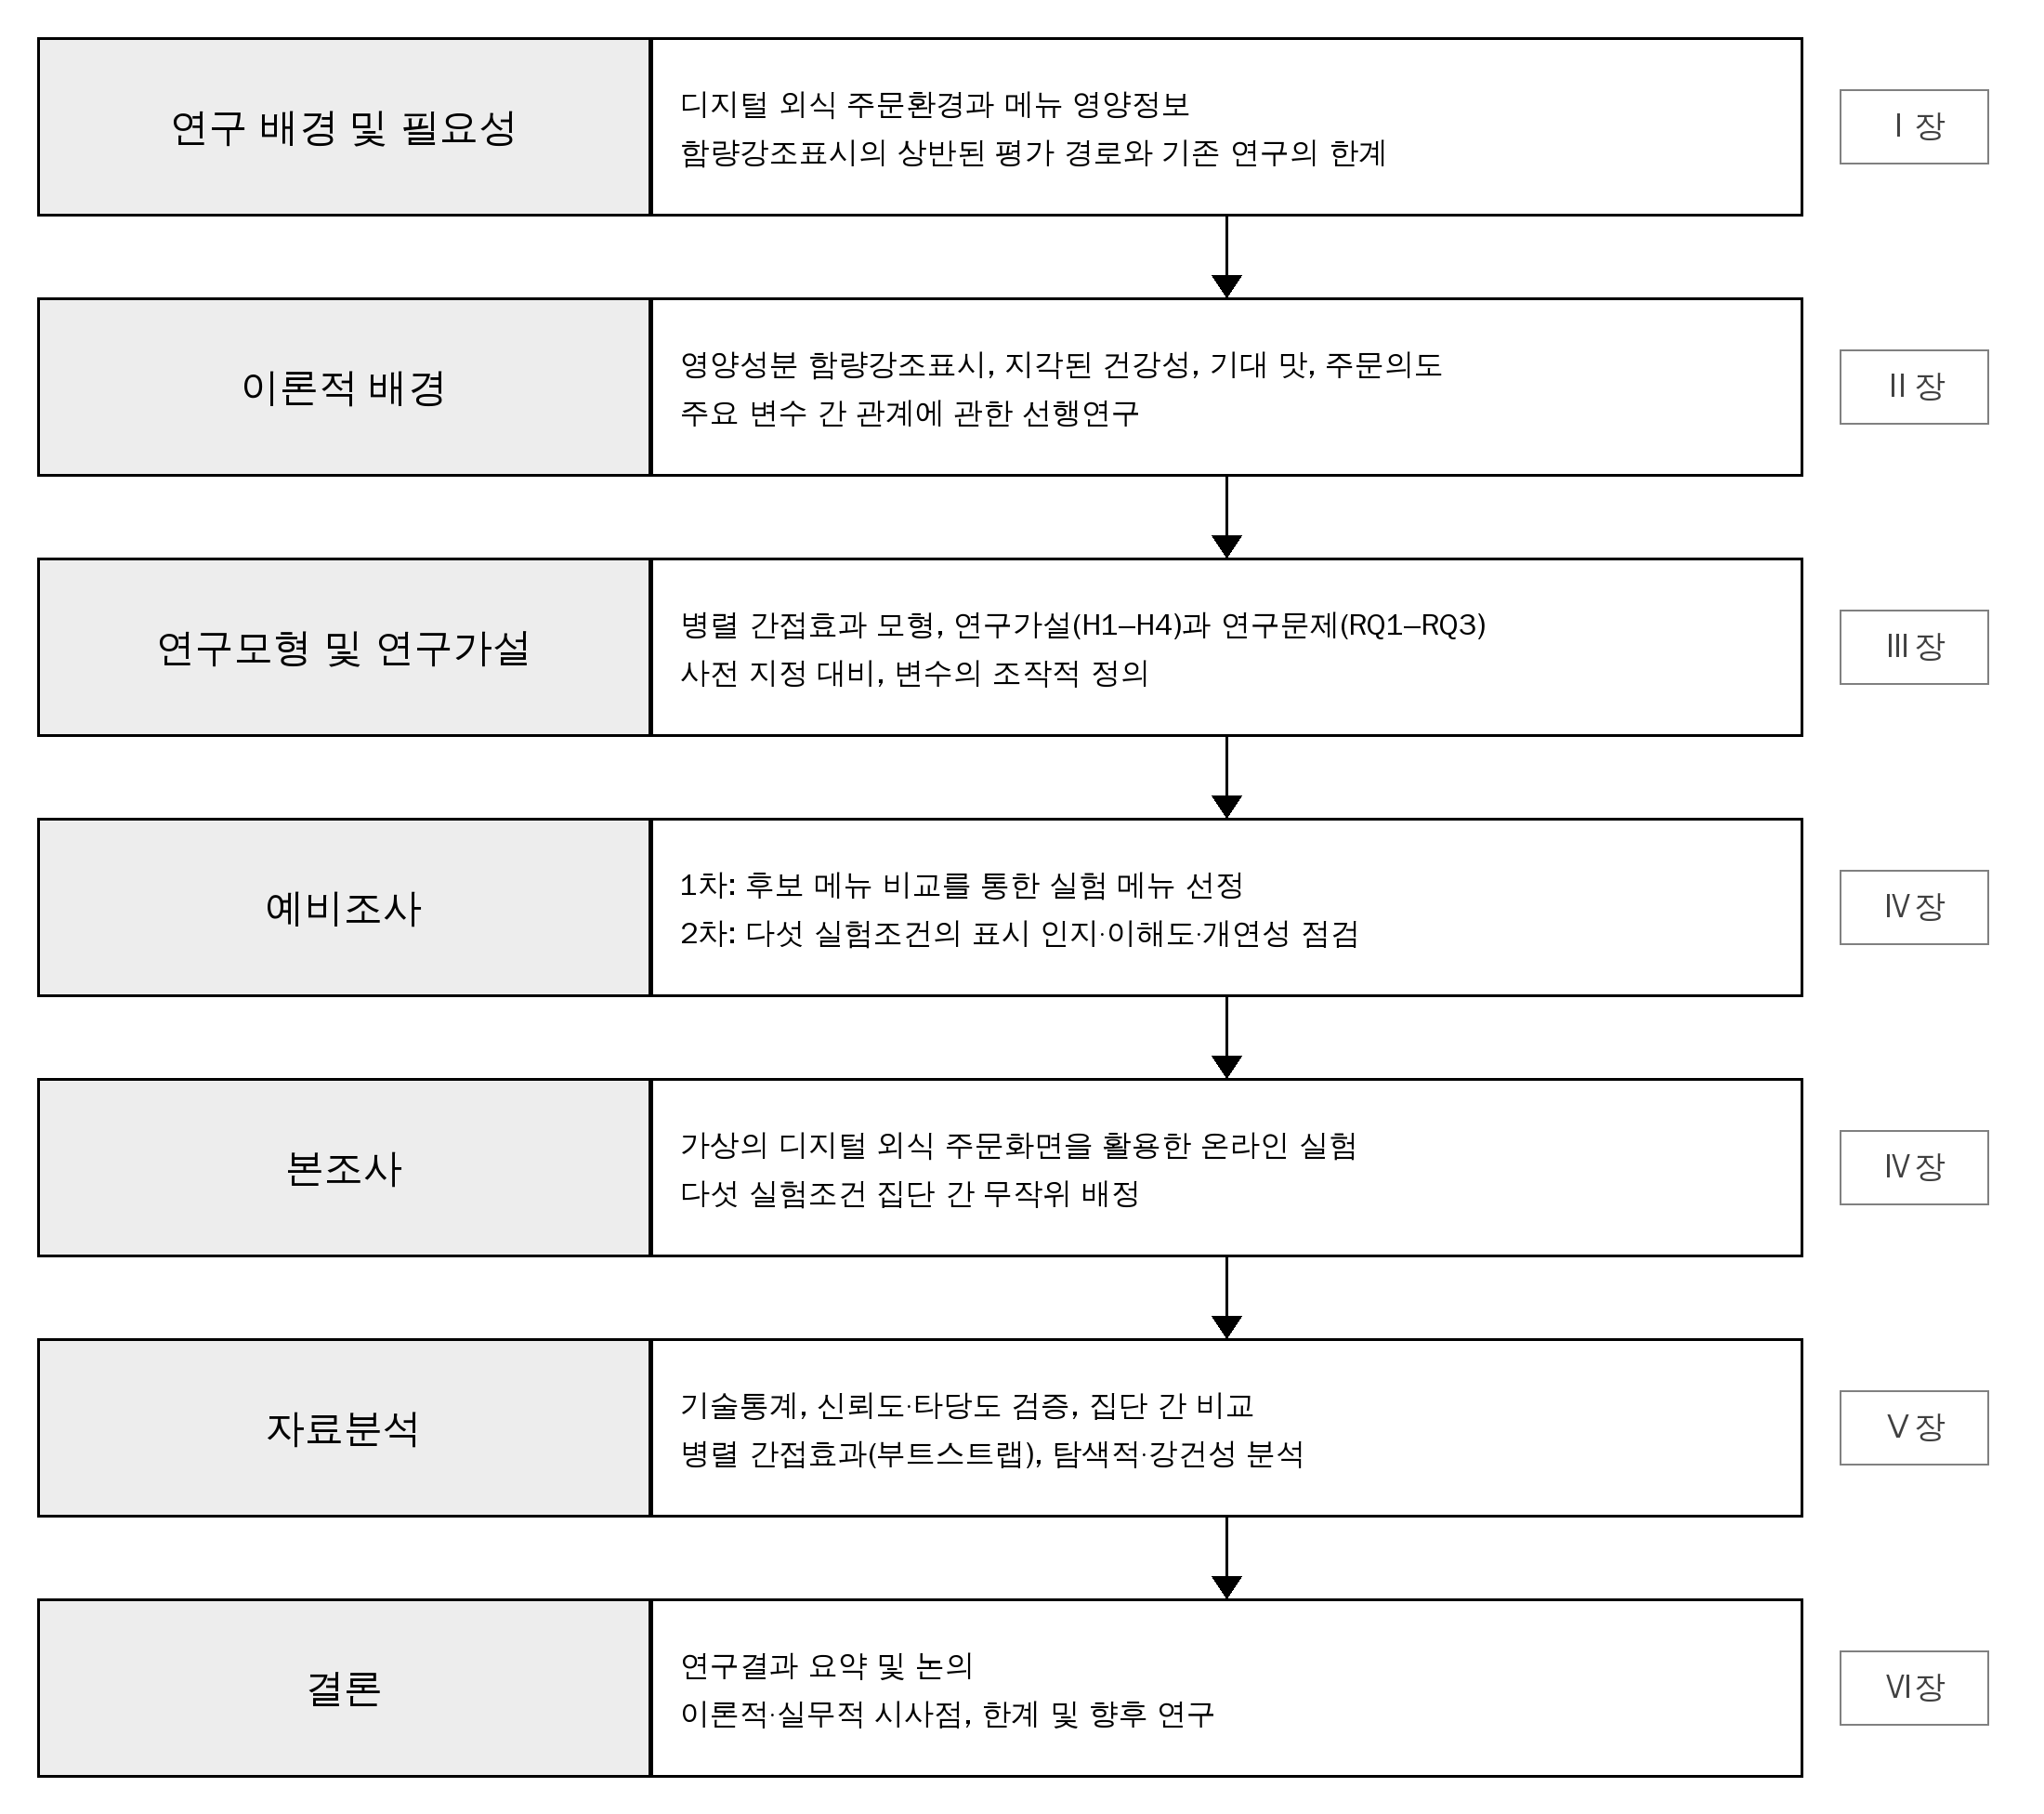 연구 배경 및 필요성
디지털 외식 주문환경과 메뉴 영양정보
함량강조표시의 상반된 평가 경로와 기존 연구의 한계
Ⅰ장
이론적 배경
영양성분 함량강조표시, 지각된 건강성, 기대 맛, 주문의도
주요 변수 간 관계에 관한 선행연구
Ⅱ장
연구모형 및 연구가설
병렬 간접효과 모형, 연구가설(H1–H4)과 연구문제(RQ1–RQ3)
사전 지정 대비, 변수의 조작적 정의
Ⅲ장
예비조사
1차: 후보 메뉴 비교를 통한 실험 메뉴 선정
2차: 다섯 실험조건의 표시 인지·이해도·개연성 점검
Ⅳ장
본조사
가상의 디지털 외식 주문화면을 활용한 온라인 실험
다섯 실험조건 집단 간 무작위 배정
Ⅳ장
자료분석
기술통계, 신뢰도·타당도 검증, 집단 간 비교
병렬 간접효과(부트스트랩), 탐색적·강건성 분석
Ⅴ장
결론
연구결과 요약 및 논의
이론적·실무적 시사점, 한계 및 향후 연구
Ⅵ장